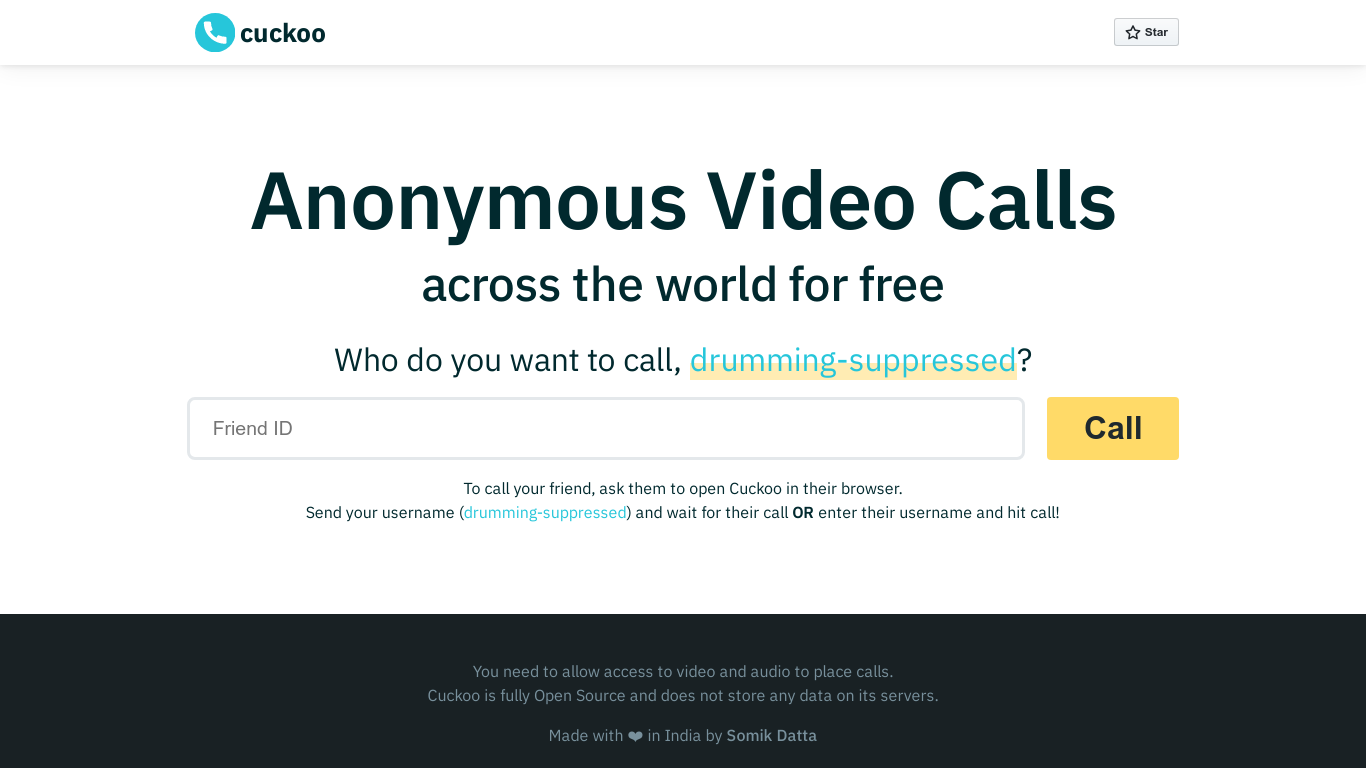 cuckoo
Star
Anonymous Video Calls
across the world for free
Who do you want to call, drumming-suppressed?
Friend ID
Call
To call your friend, ask them to open Cuckoo in their browser.
Send your username (drumming-suppressed) and wait for their call OR enter their username and hit call!
You need to allow access to video and audio to place calls.
Cuckoo is fully Open Source and does not store any data on its servers.
Made with ❤ in India by Somik Datta